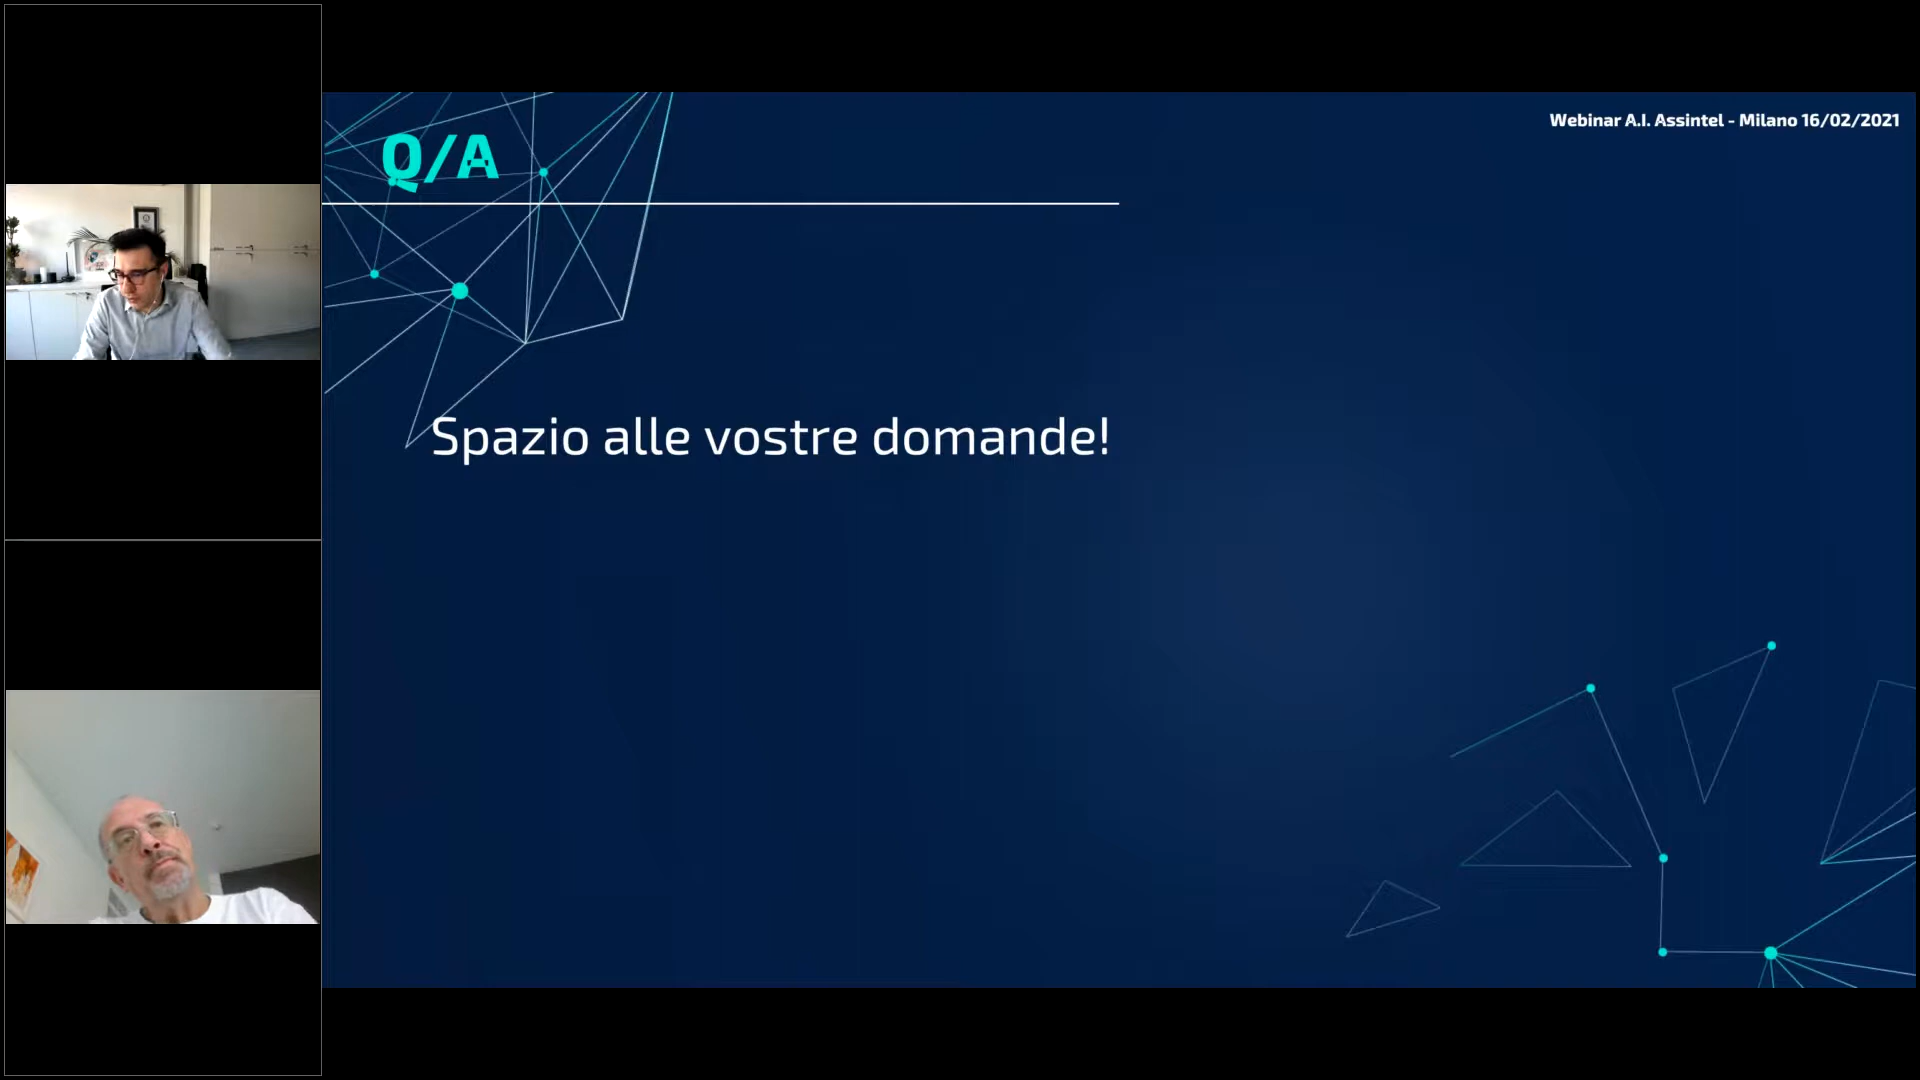 Webinar A.I. Assintel - Milano 16/02/2021
Q/A
Spazio alle vostre domande!